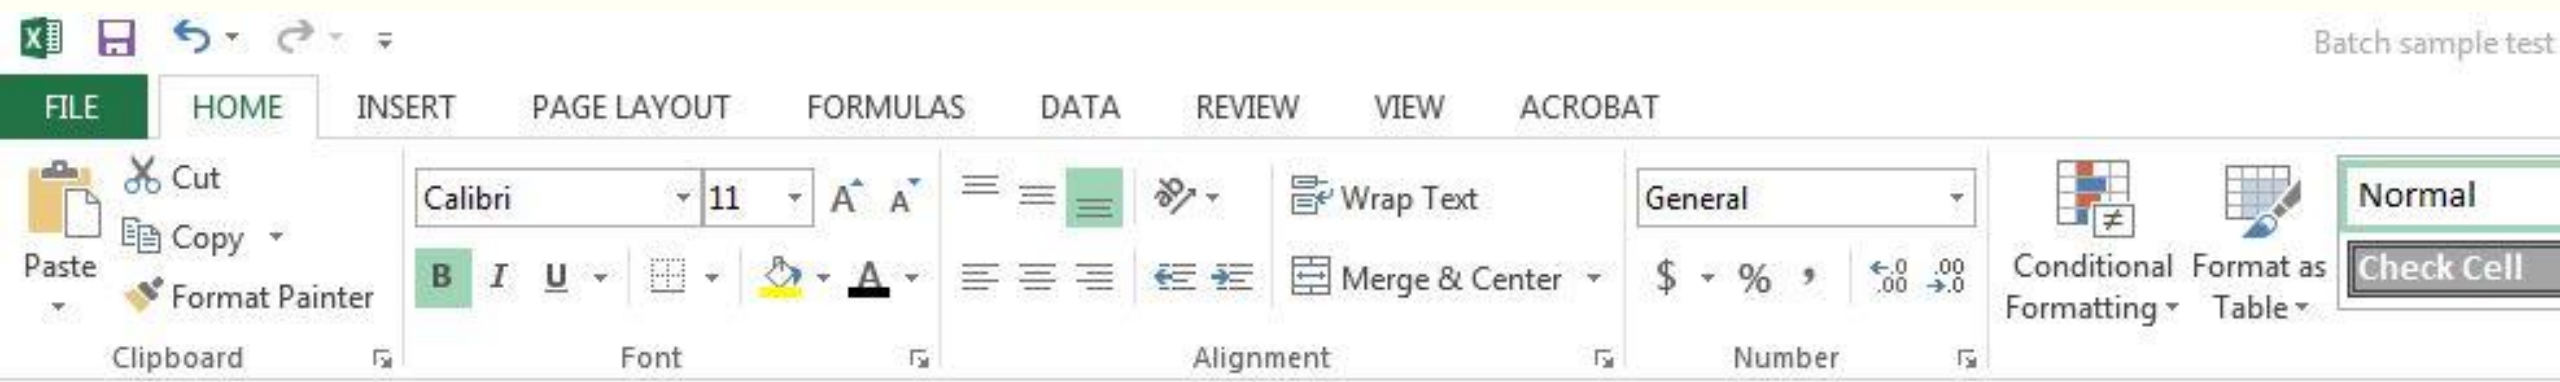 Batch sample test
FILE HOME INSERT PAGE LAYOUT FORMULAS DATA REVIEW VIEW ACROBAT
Paste
Cut
Copy
Format Painter
Clipboard
Calibri 11
B I U A
Font
Wrap Text
Merge & Center
Alignment
General
$ % ,
Number
Conditional Formatting
Format as Table
Normal
Check Cell